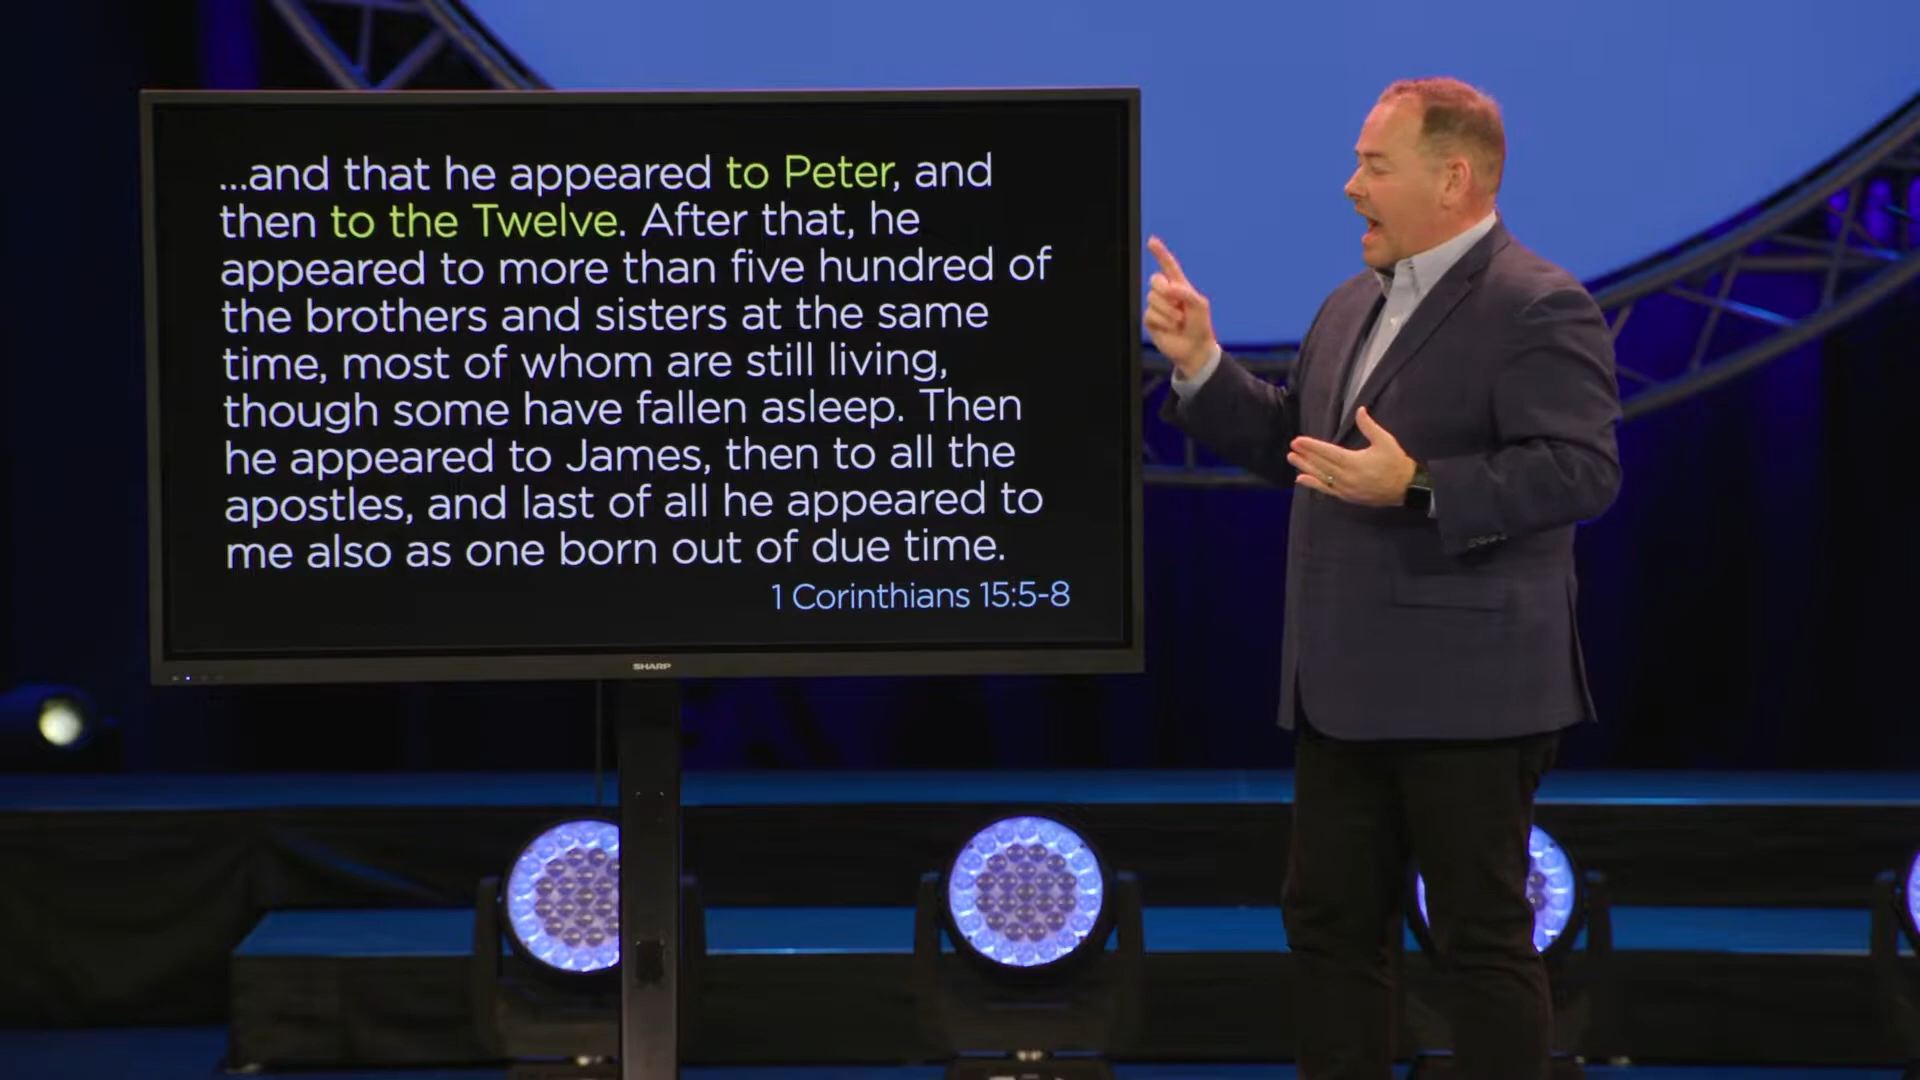 ...and that he appeared to Peter, and
then to the Twelve. After that, he
appeared to more than five hundred of
the brothers and sisters at the same
time, most of whom are still living,
though some have fallen asleep. Then
he appeared to James, then to all the
apostles, and last of all he appeared to
me also as one born out of due time.
1 Corinthians 15:5-8
SHARP